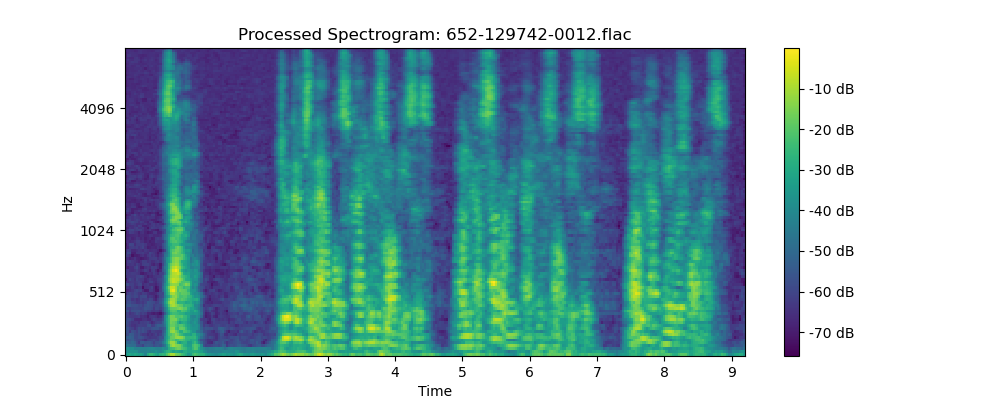 Processed Spectrogram: 652-129742-0012.flac
Hz
4096
2048
1024
512
0
0 1 2 3 4 5 6 7 8 9
Time
-10 dB
-20 dB
-30 dB
-40 dB
-50 dB
-60 dB
-70 dB